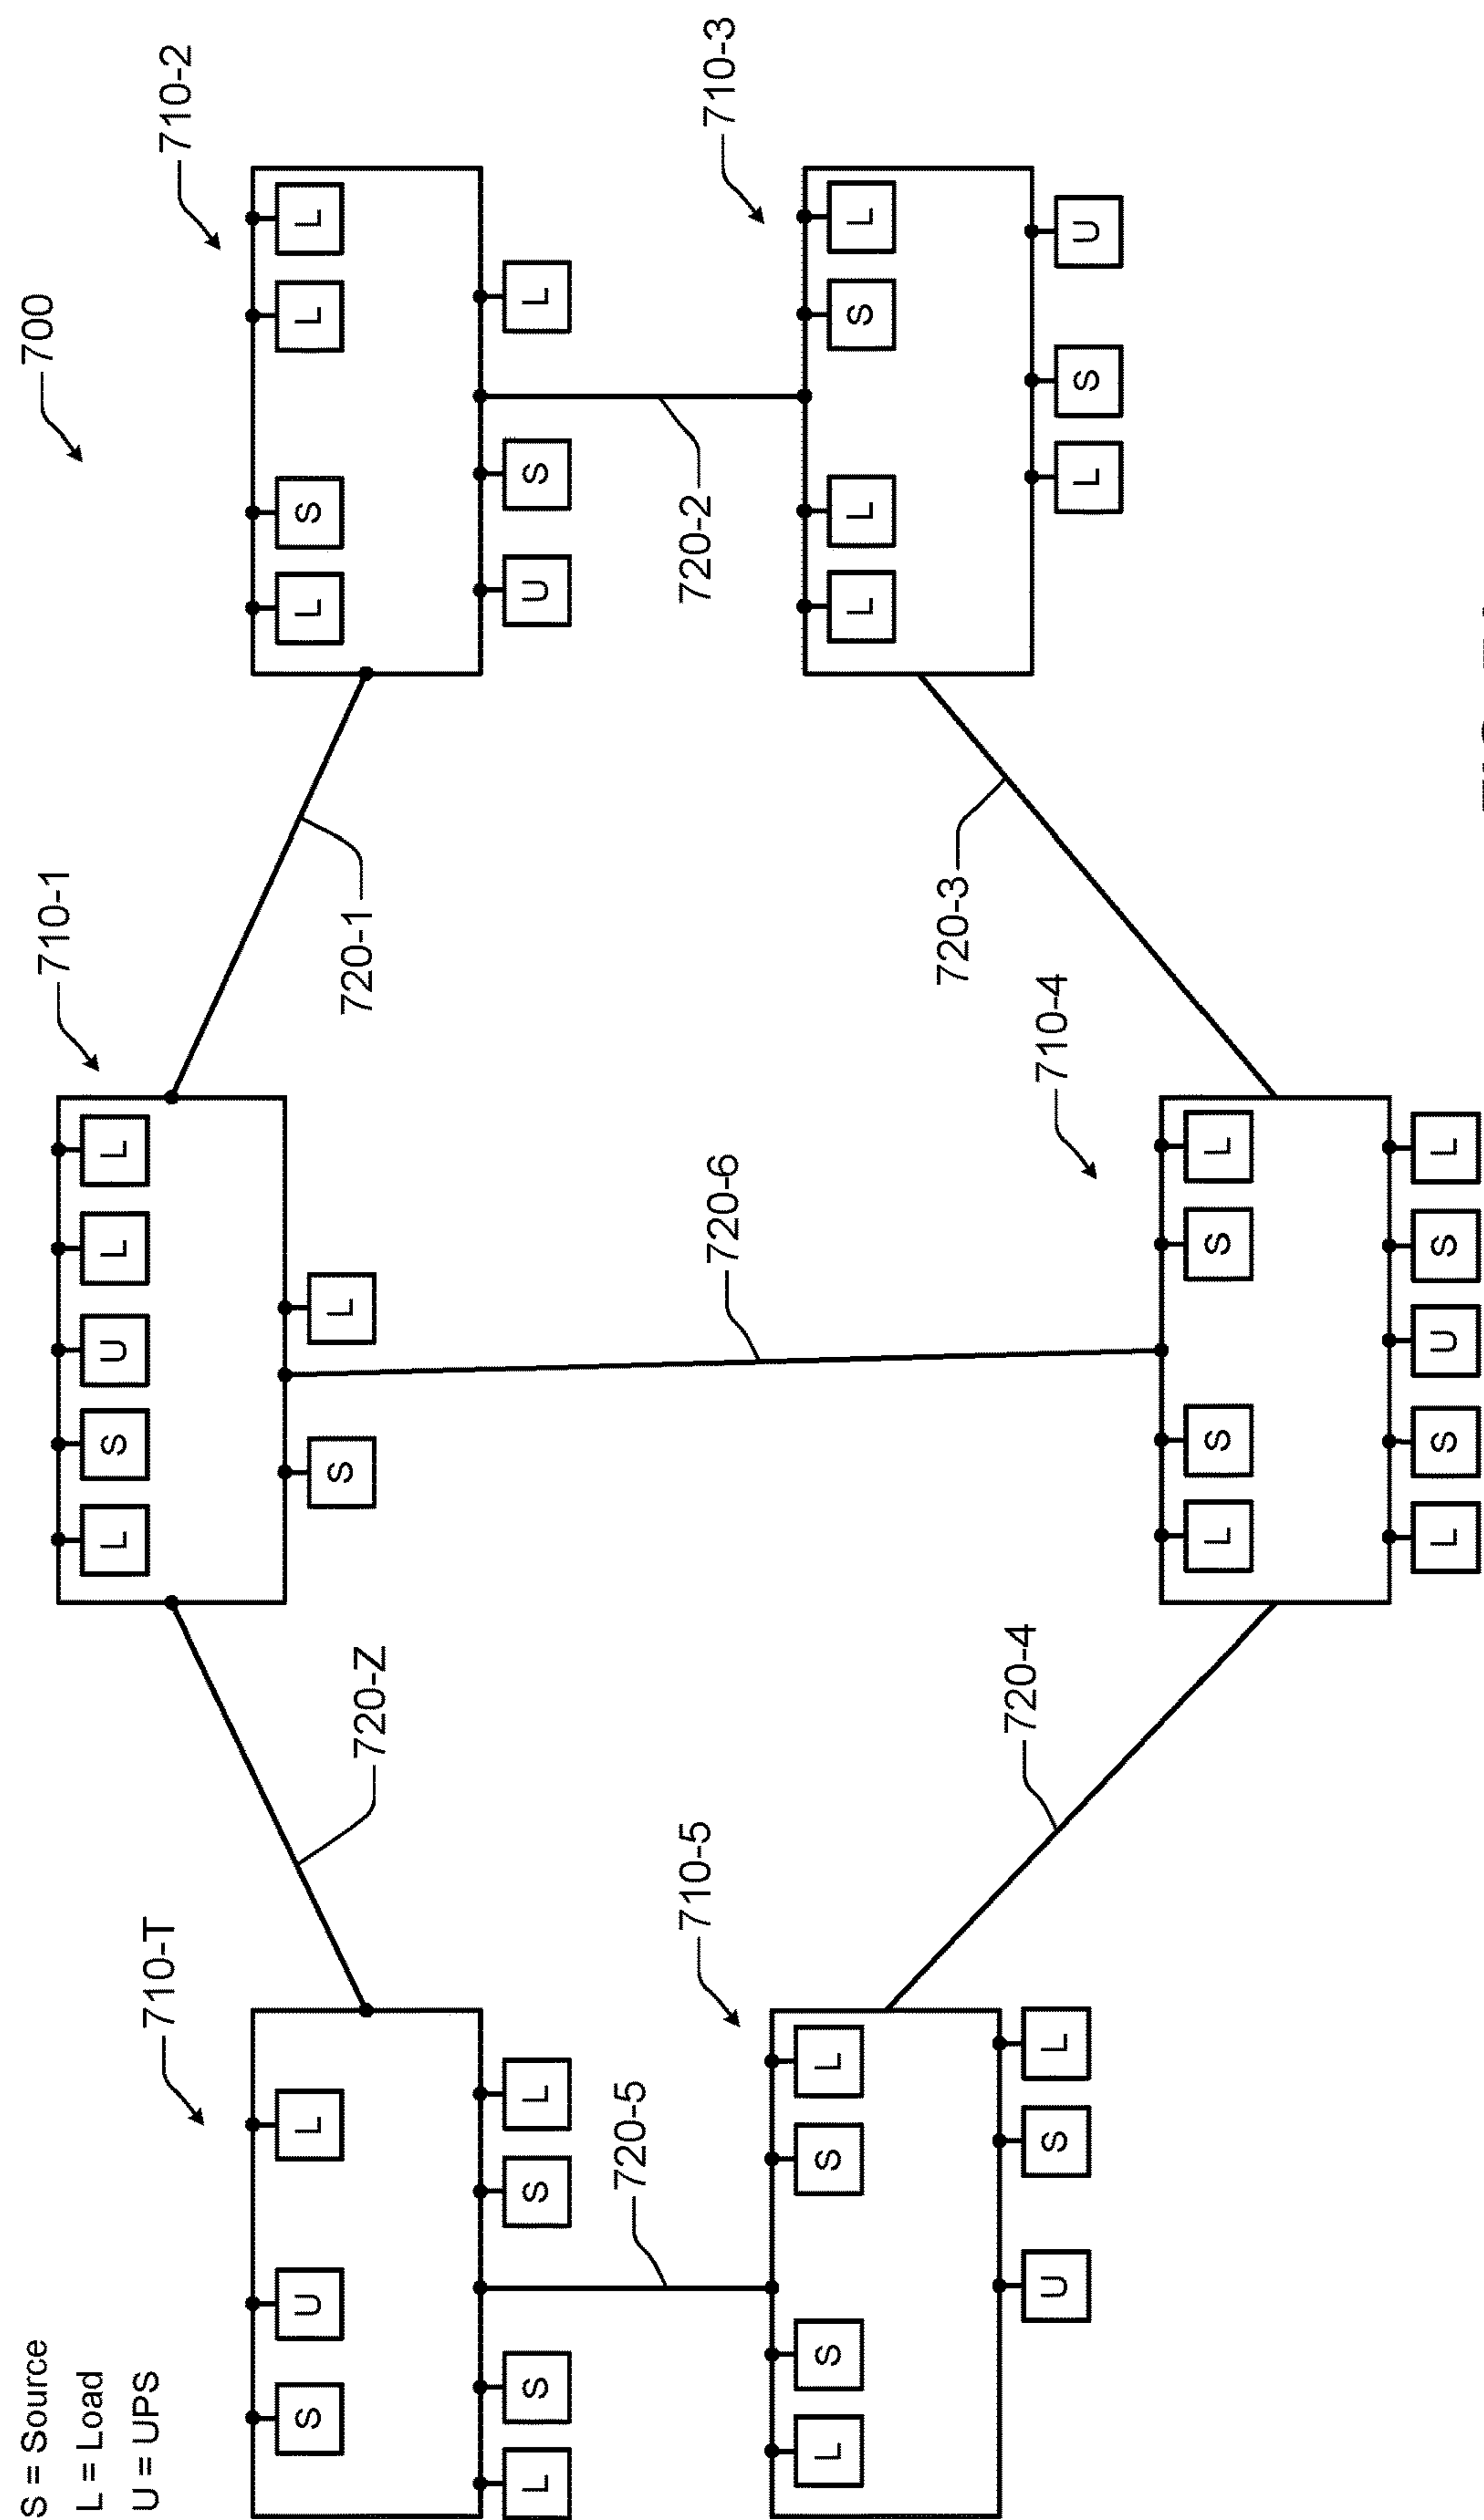 S = Source
L = Load
U = UPS
700
710-1
L S U L L
S L
710-T
S U L
L S S L
710-2
L S L L
U S L
720-Z
720-1
720-5
720-6
720-2
710-5
L S S L
U S L
710-3
L L S L
L S U
720-4
720-3
710-4
L S S L
L S U S L